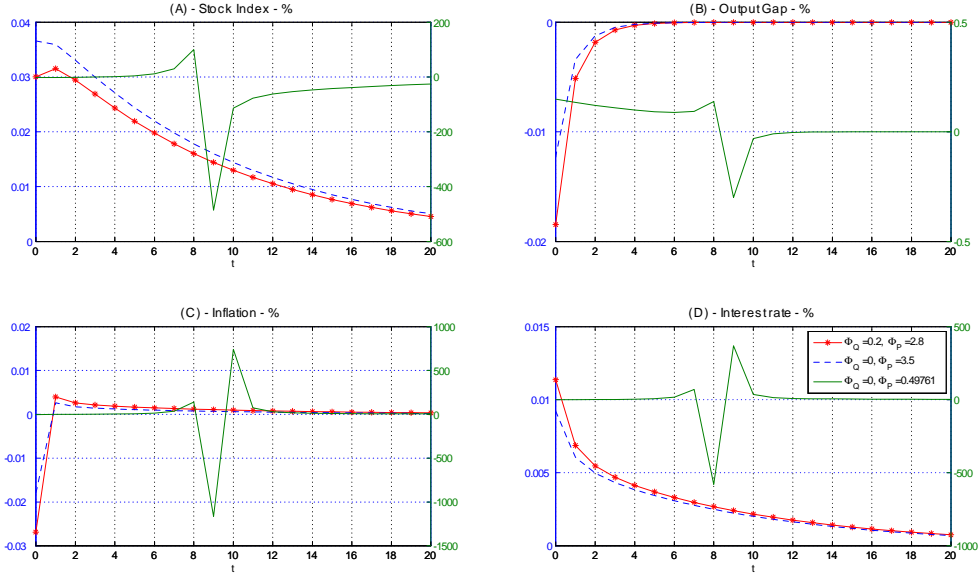 (A) - Stock Index - %
0.04
0.03
0.02
0.01
0
200
0
-200
-400
-600
0 2 4 6 8 10 12 14 16 18 20
t
(B) - Output Gap - %
0
-0.01
-0.02
0.5
0
-0.5
0 2 4 6 8 10 12 14 16 18 20
t
(C) - Inflation - %
0.02
0.01
0
-0.01
-0.02
-0.03
1000
500
0
-500
-1000
-1500
0 2 4 6 8 10 12 14 16 18 20
t
(D) - Interest rate - %
0.015
0.01
0.005
0
500
0
-500
-1000
0 2 4 6 8 10 12 14 16 18 20
t
Φ_Q=0.2, Φ_P=2.8
Φ_Q=0, Φ_P=3.5
Φ_Q=0, Φ_P=0.49761